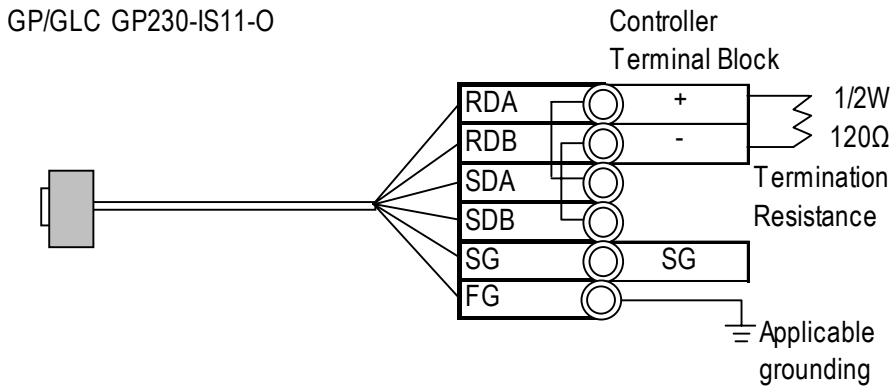 GP/GLC GP230-IS11-O
Controller
Terminal Block
RDA + 1/2W
RDB - 120Ω
SDA Termination
SDB Resistance
SG SG
FG
Applicable
grounding